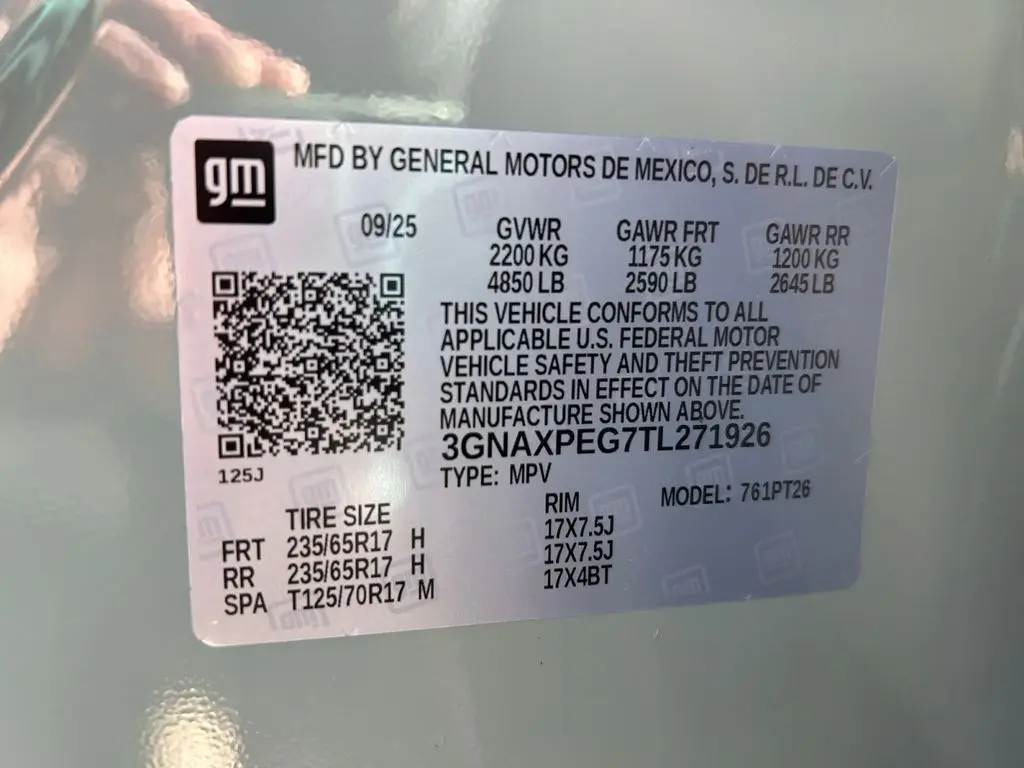 gm MFD BY GENERAL MOTORS DE MEXICO, S. DE R.L. DE C.V.
09/25 GVWR GAWR FRT GAWR RR
2200 KG 1175 KG 1200 KG
4850 LB 2590 LB 2645 LB
THIS VEHICLE CONFORMS TO ALL
APPLICABLE U.S. FEDERAL MOTOR
VEHICLE SAFETY AND THEFT PREVENTION
STANDARDS IN EFFECT ON THE DATE OF
MANUFACTURE SHOWN ABOVE.
3GNAXPEG7TL271926
125J TYPE: MPV
TIRE SIZE RIM MODEL: 761PT26
FRT 235/65R17 H 17X7.5J
RR 235/65R17 H 17X7.5J
SPA T125/70R17 M 17X4BT